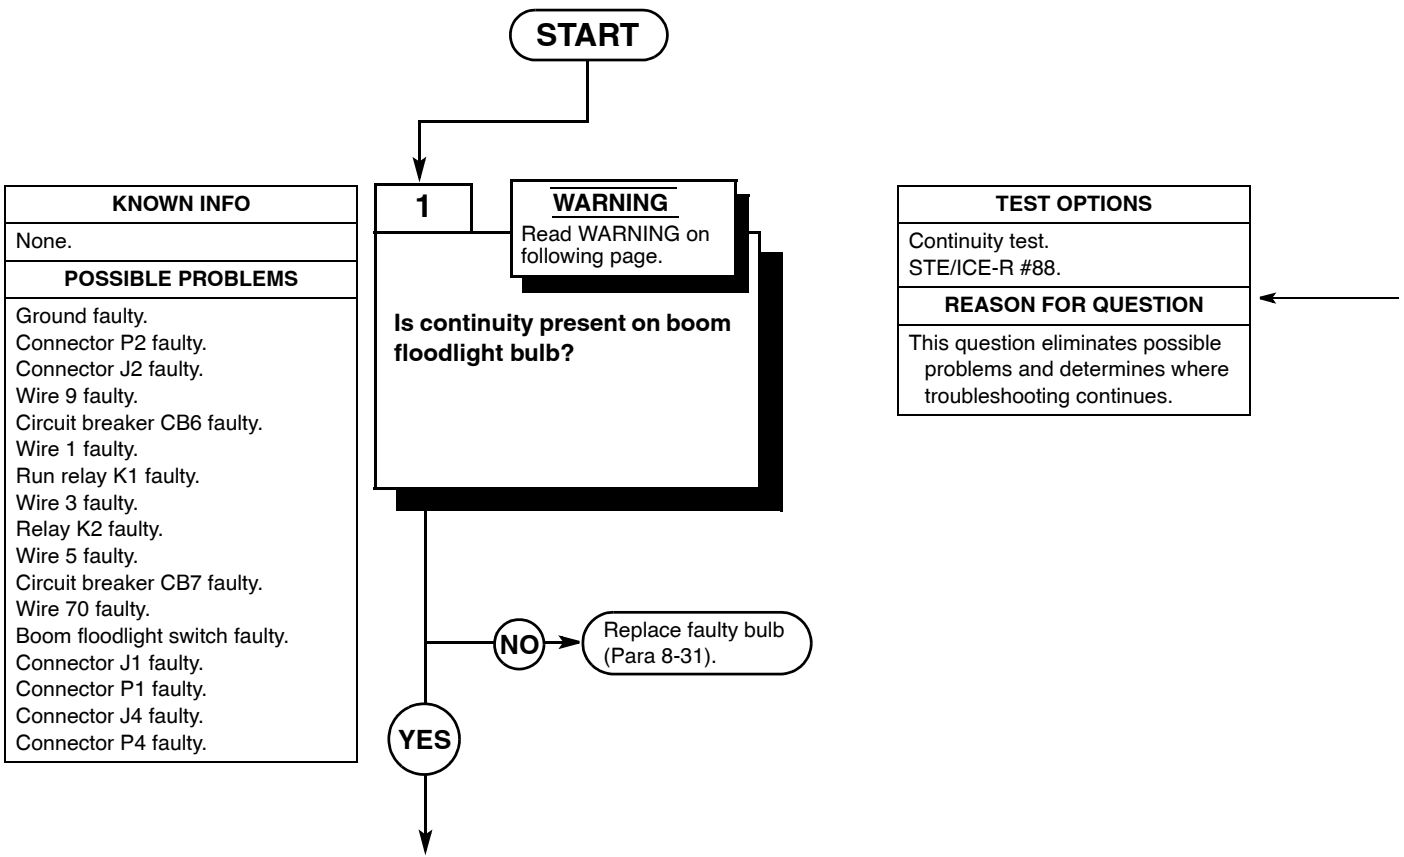 START
KNOWN INFO
None.
POSSIBLE PROBLEMS
Ground faulty.
Connector P2 faulty.
Connector J2 faulty.
Wire 9 faulty.
Circuit breaker CB6 faulty.
Wire 1 faulty.
Run relay K1 faulty.
Wire 3 faulty.
Relay K2 faulty.
Wire 5 faulty.
Circuit breaker CB7 faulty.
Wire 70 faulty.
Boom floodlight switch faulty.
Connector J1 faulty.
Connector P1 faulty.
Connector J4 faulty.
Connector P4 faulty.
1
WARNING
Read WARNING on
following page.
Is continuity present on boom
floodlight bulb?
NO
Replace faulty bulb
(Para 8-31).
YES
TEST OPTIONS
Continuity test.
STE/ICE-R #88.
REASON FOR QUESTION
This question eliminates possible
problems and determines where
troubleshooting continues.